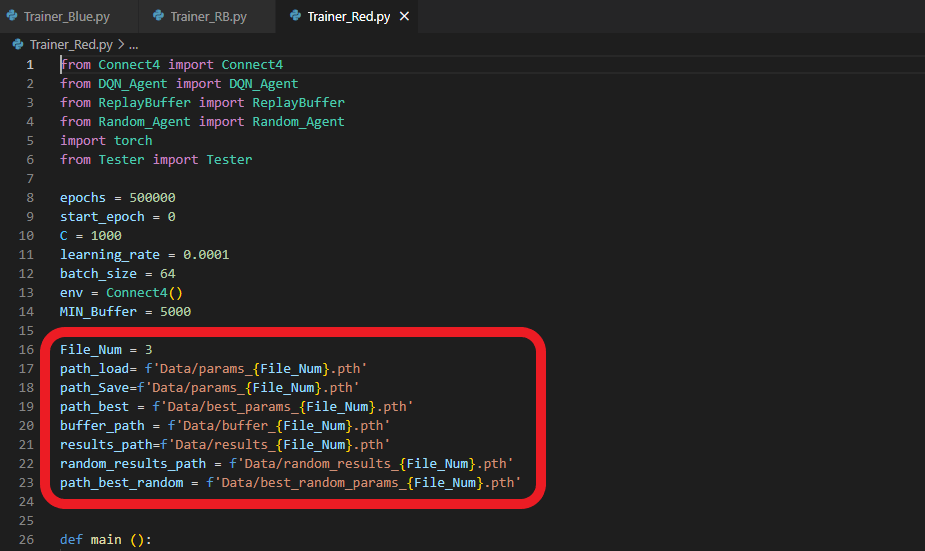 Trainer_Blue.py Trainer_RB.py Trainer_Red.py ×
Trainer_Red.py > ...
1 from Connect4 import Connect4
2 from DQN_Agent import DQN_Agent
3 from ReplayBuffer import ReplayBuffer
4 from Random_Agent import Random_Agent
5 import torch
6 from Tester import Tester
7
8 epochs = 500000
9 start_epoch = 0
10 C = 1000
11 learning_rate = 0.0001
12 batch_size = 64
13 env = Connect4()
14 MIN_Buffer = 5000
15
16 File_Num = 3
17 path_load= f'Data/params_{File_Num}.pth'
18 path_Save=f'Data/params_{File_Num}.pth'
19 path_best = f'Data/best_params_{File_Num}.pth'
20 buffer_path = f'Data/buffer_{File_Num}.pth'
21 results_path=f'Data/results_{File_Num}.pth'
22 random_results_path = f'Data/random_results_{File_Num}.pth'
23 path_best_random = f'Data/best_random_params_{File_Num}.pth'
24
25
26 def main ():